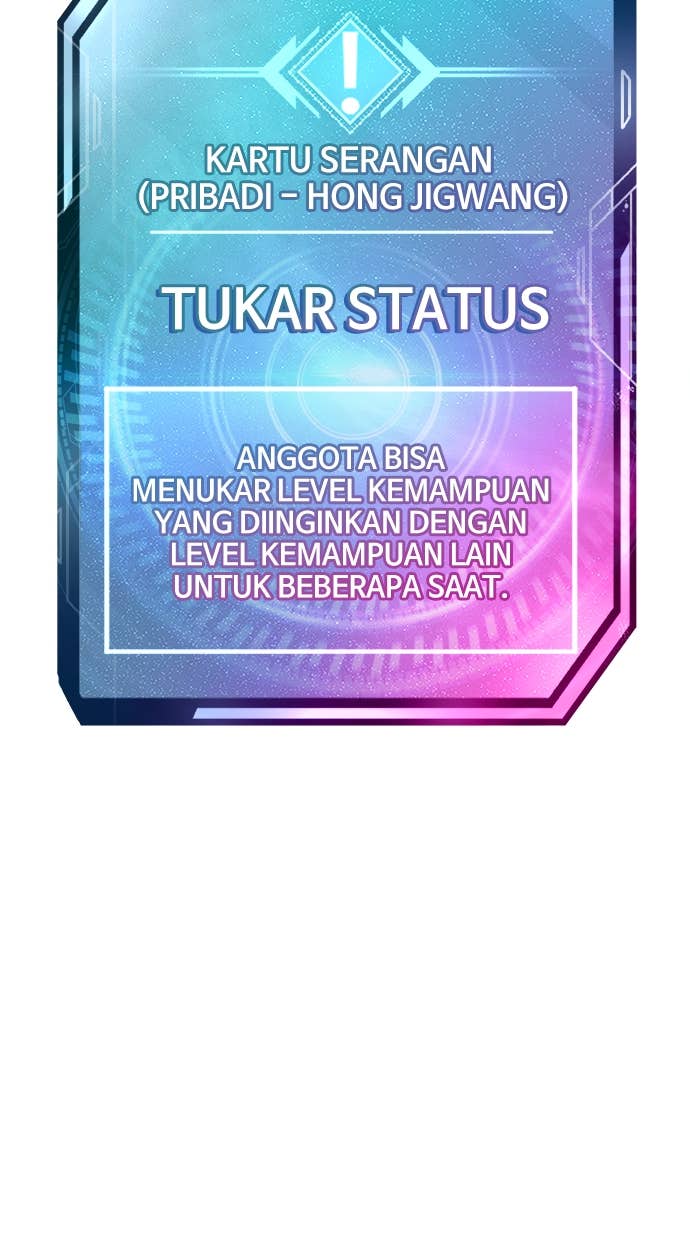 !
KARTU SERANGAN
(PRIBADI - HONG JIGWANG)
TUKAR STATUS
ANGGOTA BISA
MENUKAR LEVEL KEMAMPUAN
YANG DIINGINKAN DENGAN
LEVEL KEMAMPUAN LAIN
UNTUK BEBERAPA SAAT.